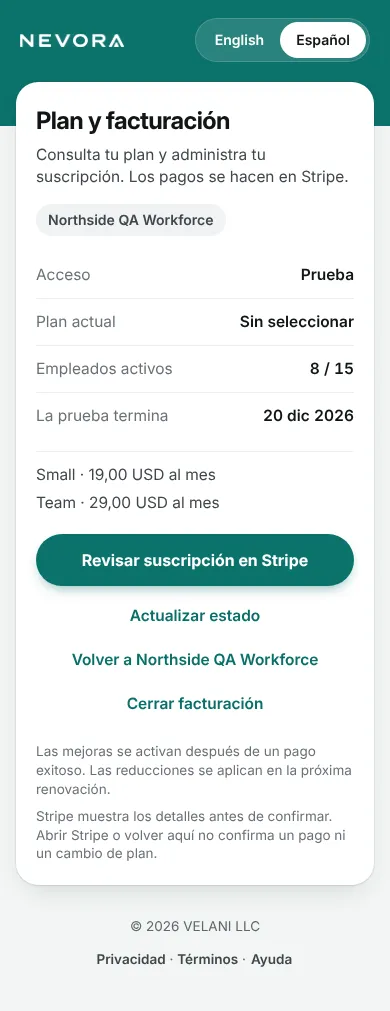 NEVORA
English Español
Plan y facturación
Consulta tu plan y administra tu
suscripción. Los pagos se hacen en Stripe.
Northside QA Workforce
Acceso Prueba
Plan actual Sin seleccionar
Empleados activos 8 / 15
La prueba termina 20 dic 2026
Small · 19,00 USD al mes
Team · 29,00 USD al mes
Revisar suscripción en Stripe
Actualizar estado
Volver a Northside QA Workforce
Cerrar facturación
Las mejoras se activan después de un pago
exitoso. Las reducciones se aplican en la próxima
renovación.
Stripe muestra los detalles antes de confirmar.
Abrir Stripe o volver aquí no confirma un pago ni
un cambio de plan.
© 2026 VELANI LLC
Privacidad · Términos · Ayuda